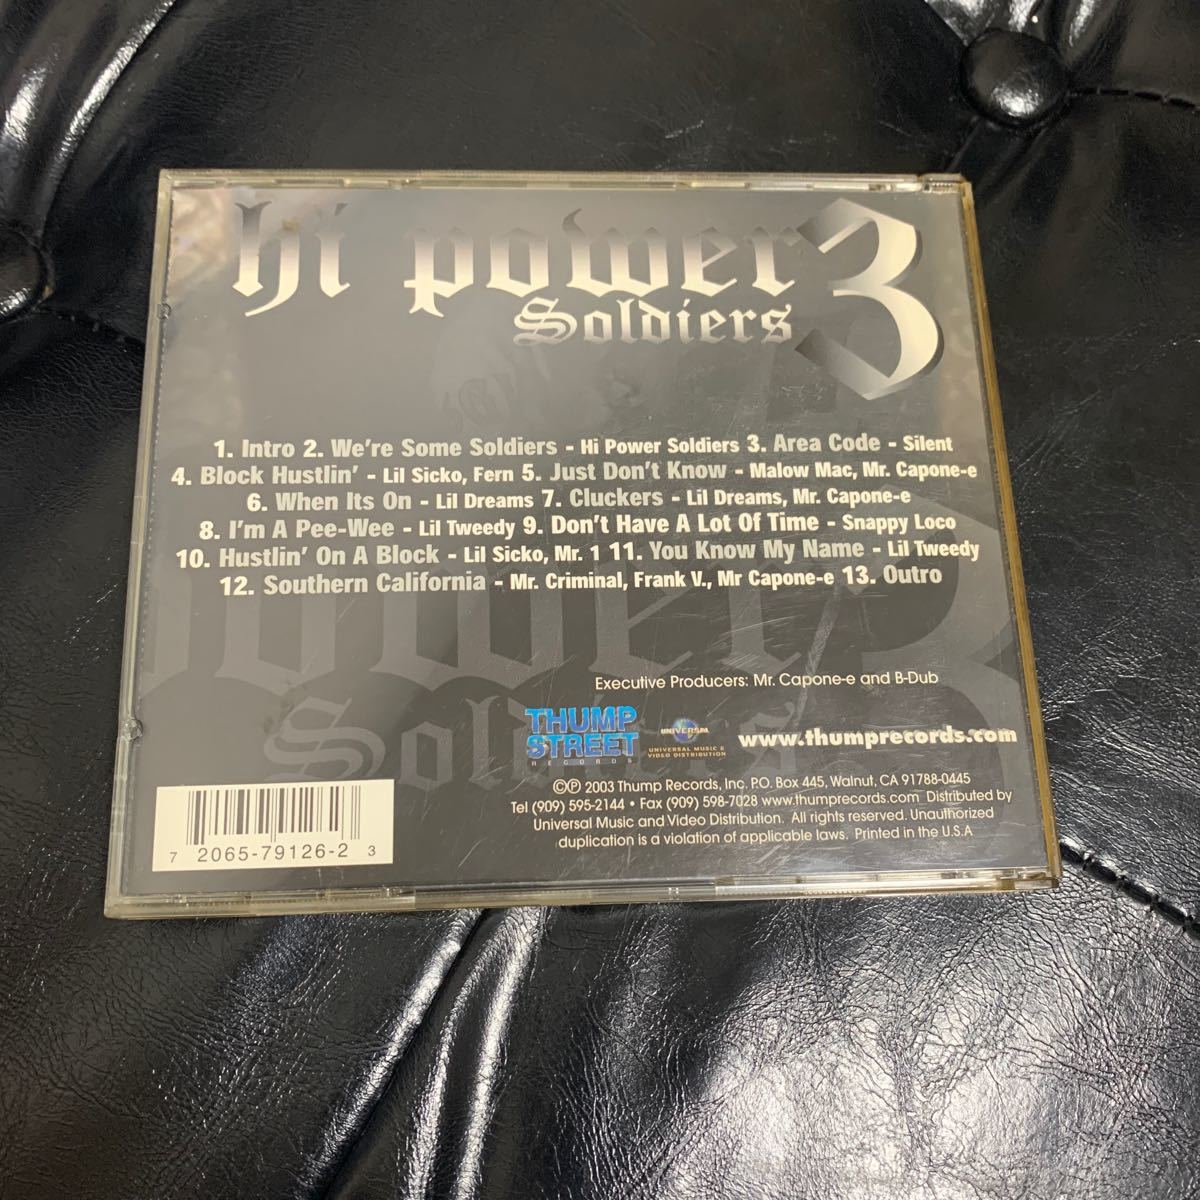 hi power 3
Soldiers
1. Intro 2. We're Some Soldiers - Hi Power Soldiers 3. Area Code - Silent
4. Block Hustlin' - Lil Sicko, Fern 5. Just Don't Know - Malow Mac, Mr. Capone-e
6. When Its On - Lil Dreams 7. Cluckers - Lil Dreams, Mr. Capone-e
8. I'm A Pee-Wee - Lil Tweedy 9. Don't Have A Lot Of Time - Snappy Loco
10. Hustlin' On A Block - Lil Sicko, Mr. 1 11. You Know My Name - Lil Tweedy
12. Southern California - Mr. Criminal, Frank V., Mr Capone-e 13. Outro
power 3
Soldiers
Executive Producers: Mr. Capone-e and B-Dub
THUMP
STREET
RECORDS
UNIVERSAL
UNIVERSAL MUSIC &
VIDEO DISTRIBUTION
www.thumprecords.com
©℗ 2003 Thump Records, Inc. P.O. Box 445, Walnut, CA 91788-0445
Tel (909) 595-2144 • Fax (909) 598-7028 www.thumprecords.com Distributed by
Universal Music and Video Distribution. All rights reserved. Unauthorized
duplication is a violation of applicable laws. Printed in the U.S.A
7 2065-79126-2 3